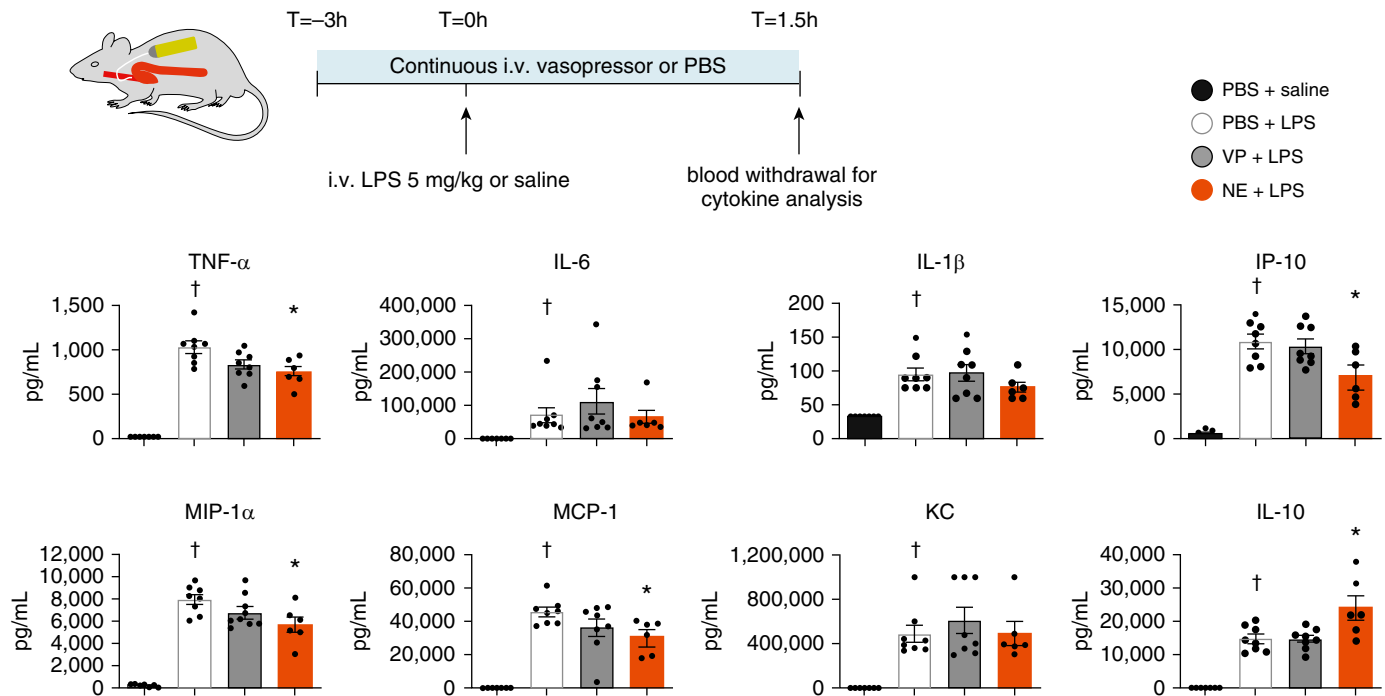 T=–3h
T=0h
T=1.5h
Continuous i.v. vasopressor or PBS
i.v. LPS 5 mg/kg or saline
blood withdrawal for
cytokine analysis
PBS + saline
PBS + LPS
VP + LPS
NE + LPS
TNF-α
†
*
1,500
1,000
500
0
pg/mL
IL-6
†
400,000
300,000
200,000
100,000
0
pg/mL
IL-1β
†
200
150
100
50
0
pg/mL
IP-10
†
*
15,000
10,000
5,000
0
pg/mL
MIP-1α
†
*
12,000
10,000
8,000
6,000
4,000
2,000
0
pg/mL
MCP-1
†
*
80,000
60,000
40,000
20,000
0
pg/mL
KC
†
1,200,000
800,000
400,000
0
pg/mL
IL-10
†
*
40,000
30,000
20,000
10,000
0
pg/mL